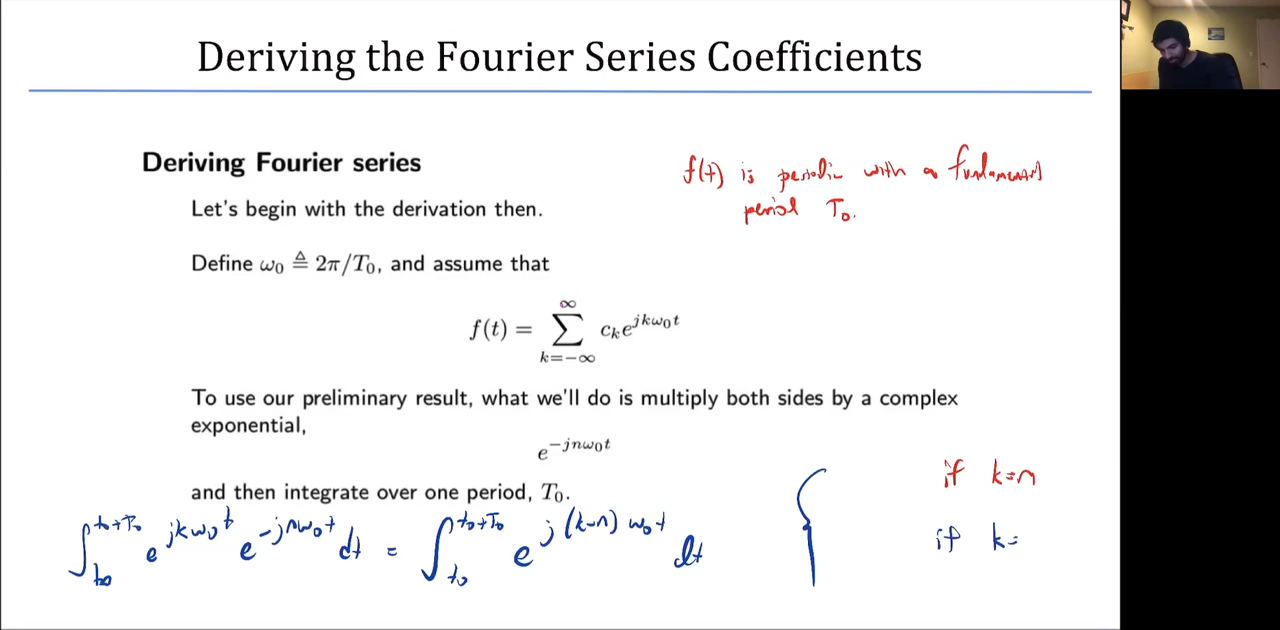 Deriving the Fourier Series Coefficients
Deriving Fourier series
f(t) is periodic with a fundamental
period T₀.
Let's begin with the derivation then.
Define ω₀ ≜ 2π/T₀, and assume that
f(t) = ∑_{k=−∞}^{∞} c_k e^{jkω₀t}
To use our preliminary result, what we'll do is multiply both sides by a complex
exponential,
e^{−jnω₀t}
and then integrate over one period, T₀.
if k=n
∫_{t₀}^{t₀+T₀} e^{jkω₀t} e^{−jnω₀t} dt = ∫_{t₀}^{t₀+T₀} e^{j(k−n)ω₀t} dt {
if k=